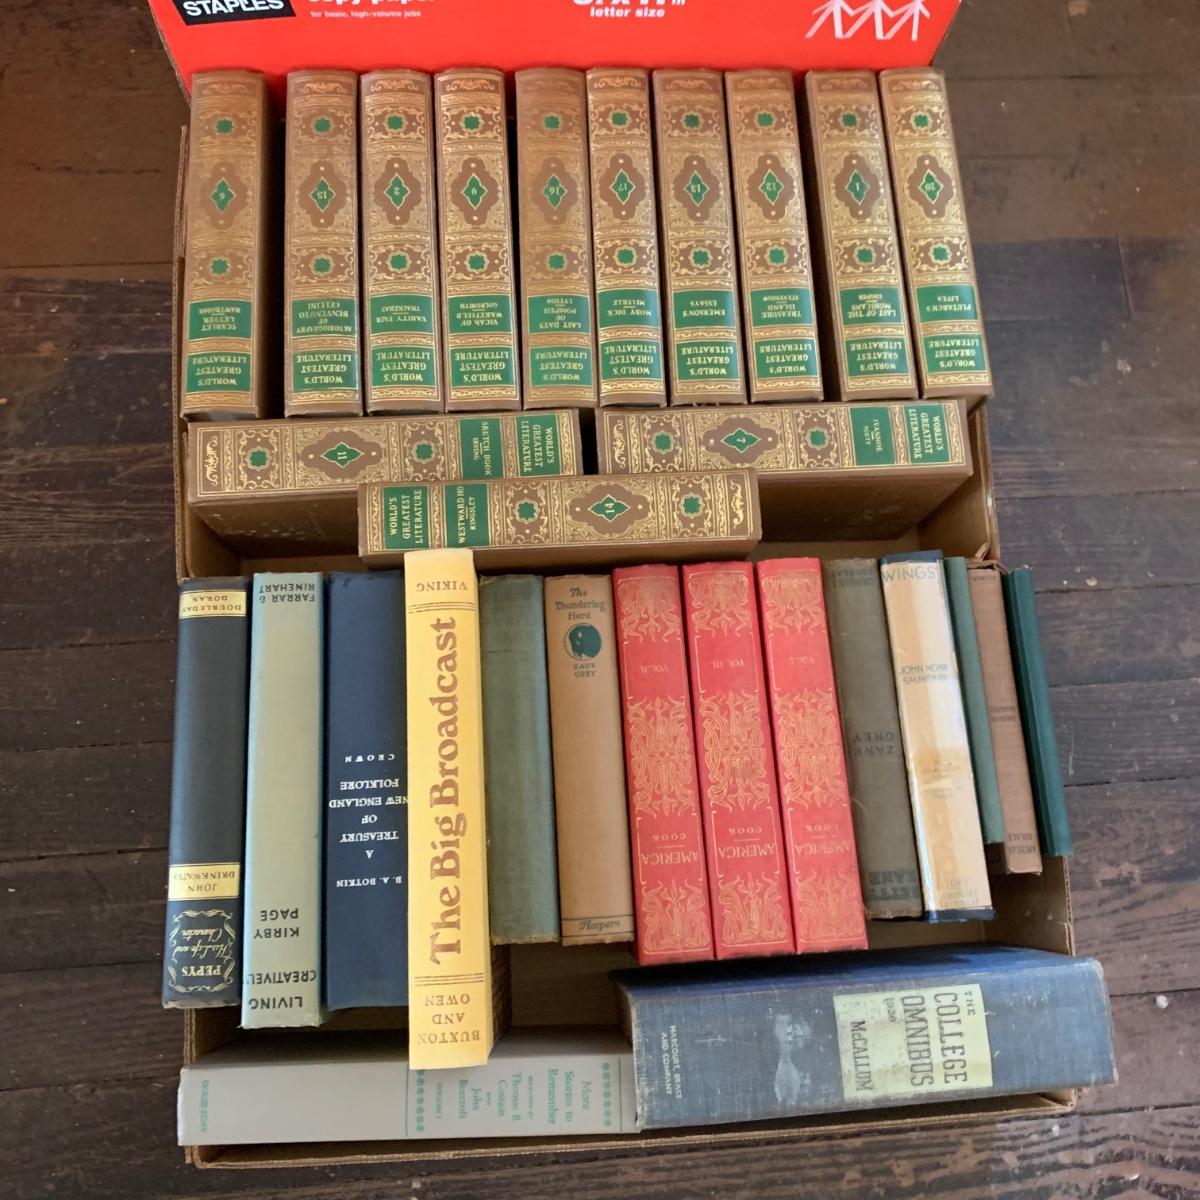 STAPLES
copy paper
for basic, high-volume jobs
letter size
6
SCARLET
LETTER
HAWTHORNE
WORLD'S
GREATEST
LITERATURE
15
AUTOBIOGRAPHY
OF
BENVENUTO
CELLINI
WORLD'S
GREATEST
LITERATURE
2
VANITY FAIR
THACKERAY
WORLD'S
GREATEST
LITERATURE
9
VICAR OF
WAKEFIELD
GOLDSMITH
WORLD'S
GREATEST
LITERATURE
16
LAST DAYS
OF
POMPEII
LYTTON
WORLD'S
GREATEST
LITERATURE
17
MOBY DICK
MELVILLE
WORLD'S
GREATEST
LITERATURE
13
EMERSON'S
ESSAYS
WORLD'S
GREATEST
LITERATURE
12
TREASURE
ISLAND
STEVENSON
WORLD'S
GREATEST
LITERATURE
1
LAST OF THE
MOHICANS
COOPER
WORLD'S
GREATEST
LITERATURE
20
PLUTARCH'S
LIVES
WORLD'S
GREATEST
LITERATURE
11
SKETCH BOOK
IRVING
WORLD'S
GREATEST
LITERATURE
7
IVANHOE
SCOTT
WORLD'S
GREATEST
LITERATURE
WORLD'S
GREATEST
LITERATURE
WESTWARD HO
KINGSLEY
14
PEPYS
His Life and
Character
JOHN
DRINKWATER
DOUBLEDAY
DORAN
LIVING
CREATIVELY
KIRBY
PAGE
FARRAR &
RINEHART
B. A. BOTKIN
A
TREASURY
OF
NEW ENGLAND
FOLKLORE
CROWN
BUXTON
AND
OWEN
The Big Broadcast
VIKING
The
Thundering
Herd
ZANE
GREY
Harpers
AMERICA
COOK
VOL. II.
AMERICA
COOK
VOL. III.
AMERICA
COOK
VOL. I.
ZANE
GREY
WINGS
THE
COLLEGE
OMNIBUS
1936
McCALLUM
HARCOURT, BRACE
AND COMPANY
More
Stories to
Remember
Thomas B.
Costain
AND
John
Beecroft
VOLUME I
DOUBLEDAY